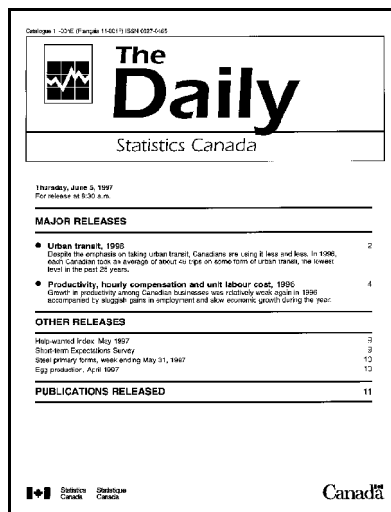 Catalogue 11-001E (Français 11-001F) ISSN 0827-0465
The
Daily
Statistics Canada
Thursday, June 5, 1997
For release at 8:30 a.m.
MAJOR RELEASES
● Urban transit, 1996 2
Despite the emphasis on taking urban transit, Canadians are using it less and less. In 1996,
each Canadian took an average of about 46 trips on some form of urban transit, the lowest
level in the past 25 years.
● Productivity, hourly compensation and unit labour cost, 1996 4
Growth in productivity among Canadian businesses was relatively weak again in 1996
accompanied by sluggish gains in employment and slow economic growth during the year.
OTHER RELEASES
Help-wanted Index May 1997 9
Short-term Expectations Survey 9
Steel primary forms, week ending May 31, 1997 10
Egg production, April 1997 10
PUBLICATIONS RELEASED 11
Statistics Statistique
Canada Canada
Canada